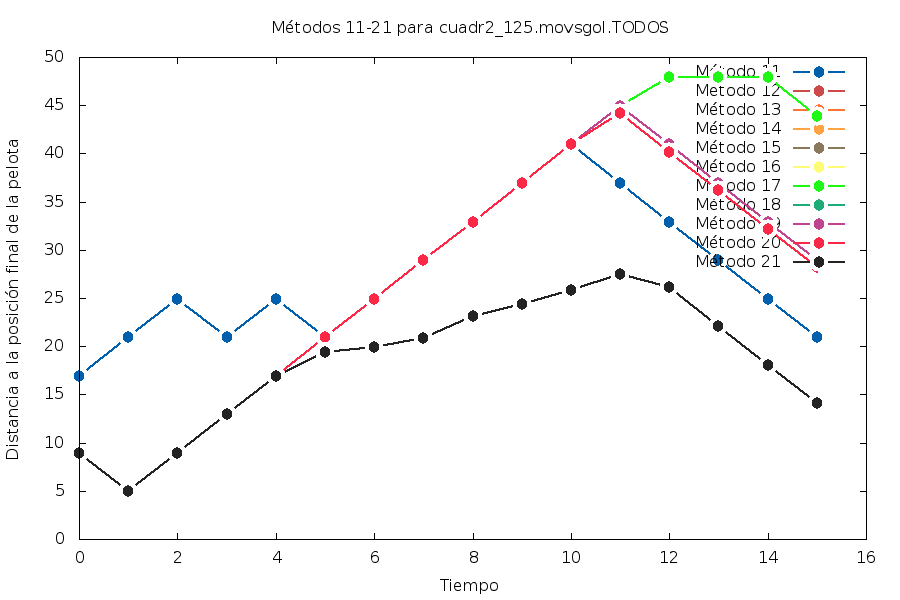 Métodos 11-21 para cuadr2_125.movsgol.TODOS
Distancia a la posición final de la pelota
50
45
40
35
30
25
20
15
10
5
0
0 2 4 6 8 10 12 14 16
Tiempo
Método 11
Método 12
Método 13
Método 14
Método 15
Método 16
Método 17
Método 18
Método 19
Método 20
Método 21